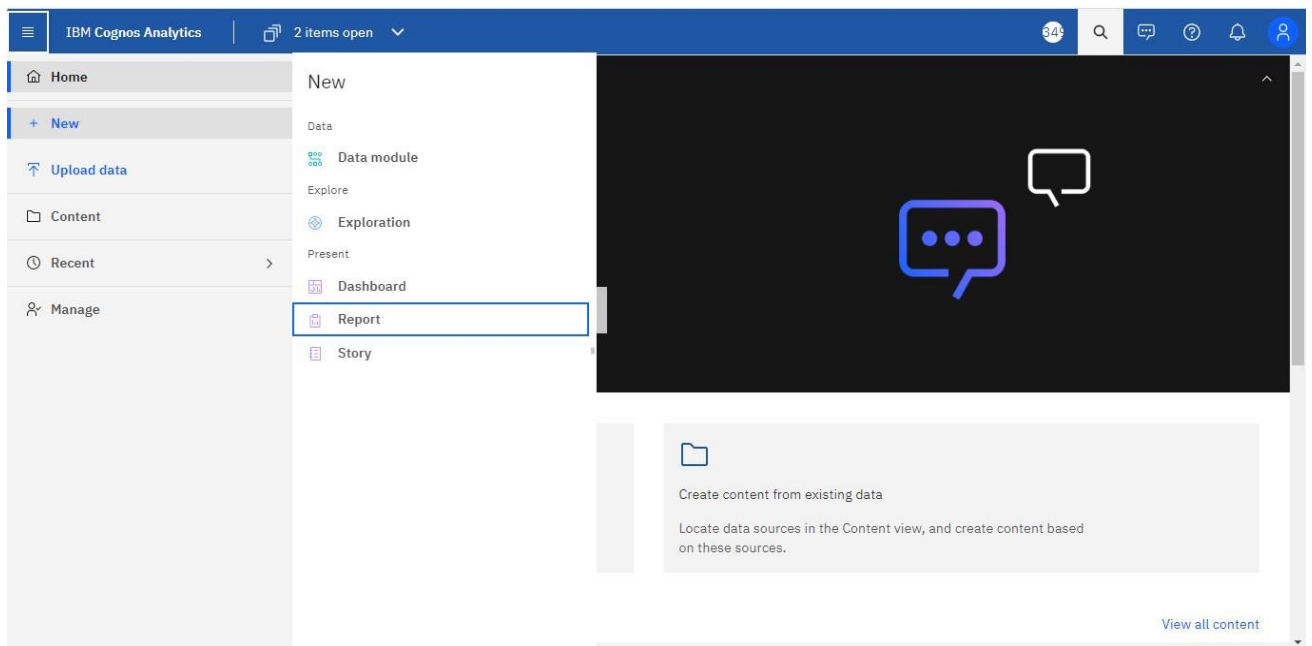 IBM Cognos Analytics
2 items open
349
Home
New
Upload data
Content
Recent
Manage
New
Data
Data module
Explore
Exploration
Present
Dashboard
Report
Story
Create content from existing data
Locate data sources in the Content view, and create content based
on these sources.
View all content